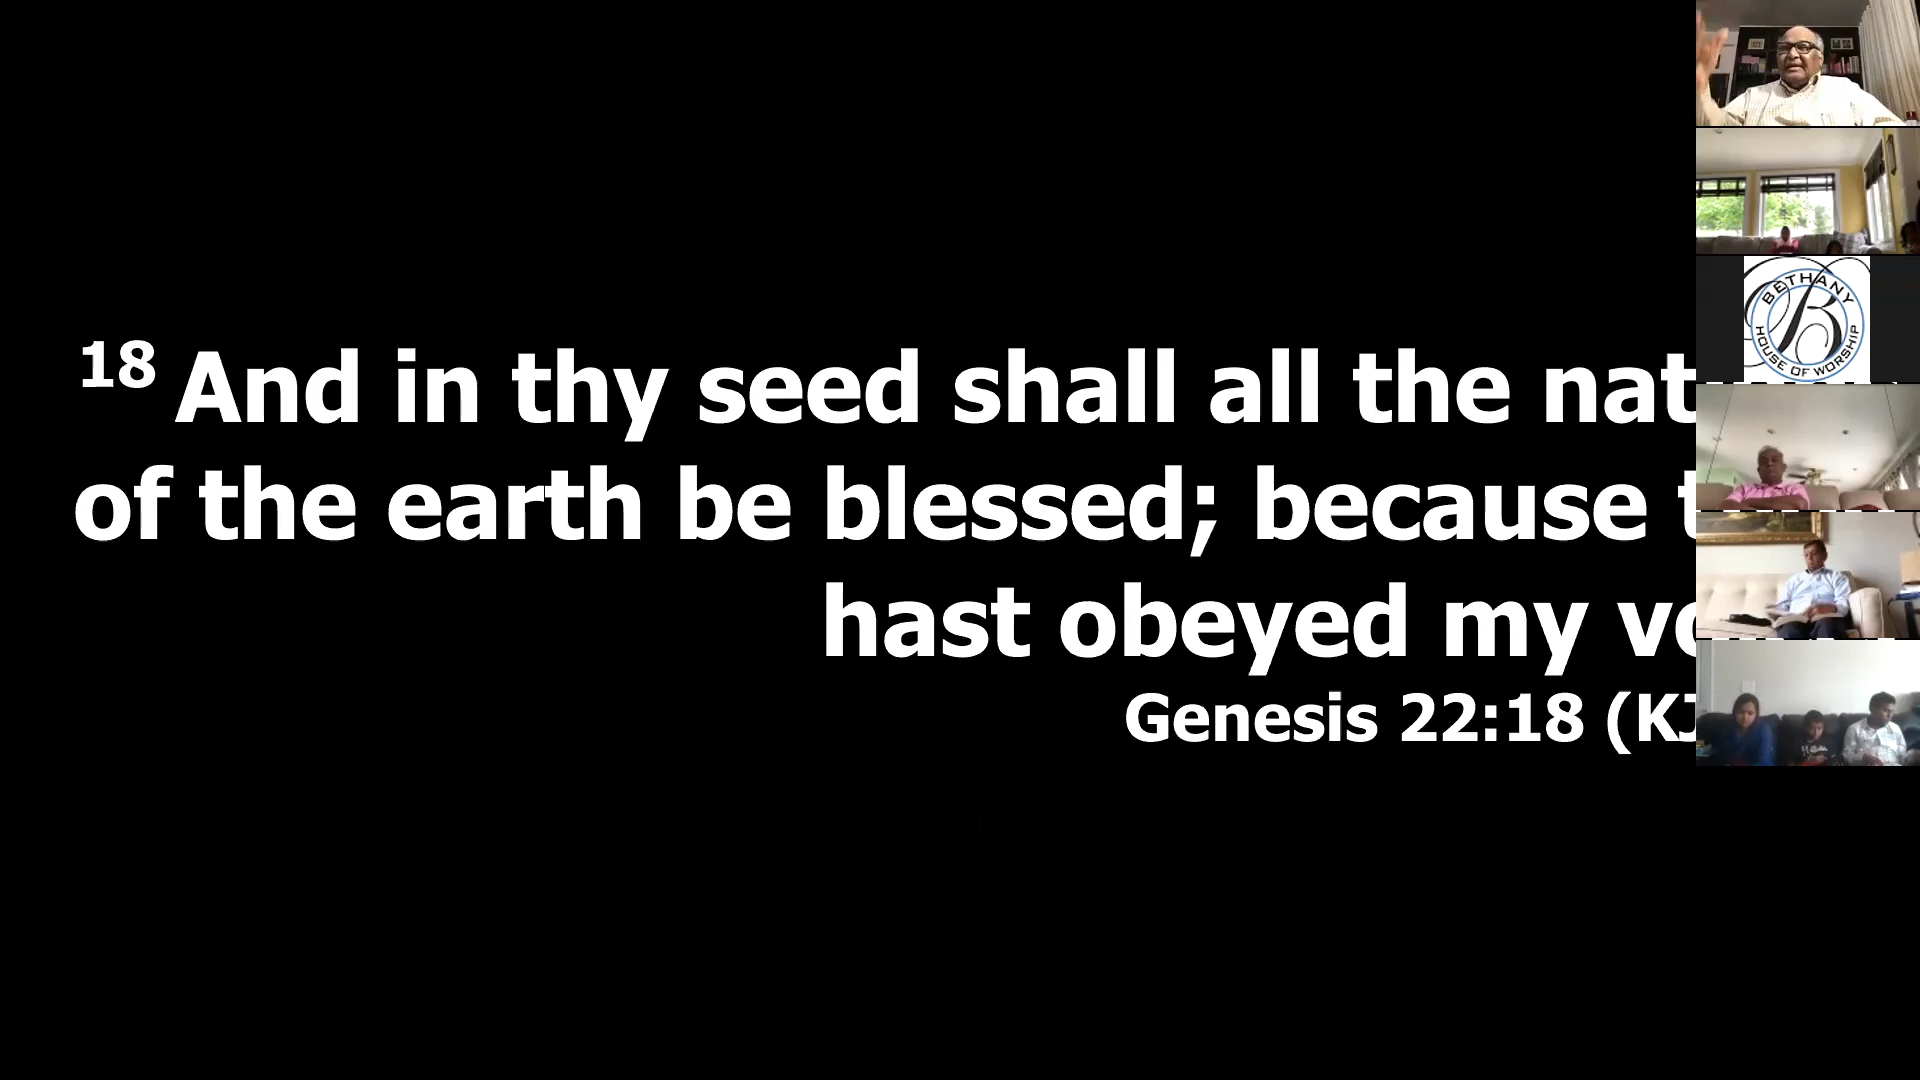 18 And in thy seed shall all the nat
of the earth be blessed; because t
hast obeyed my vo
Genesis 22:18 (KJ
BETHANY
B
HOUSE OF WORSHIP